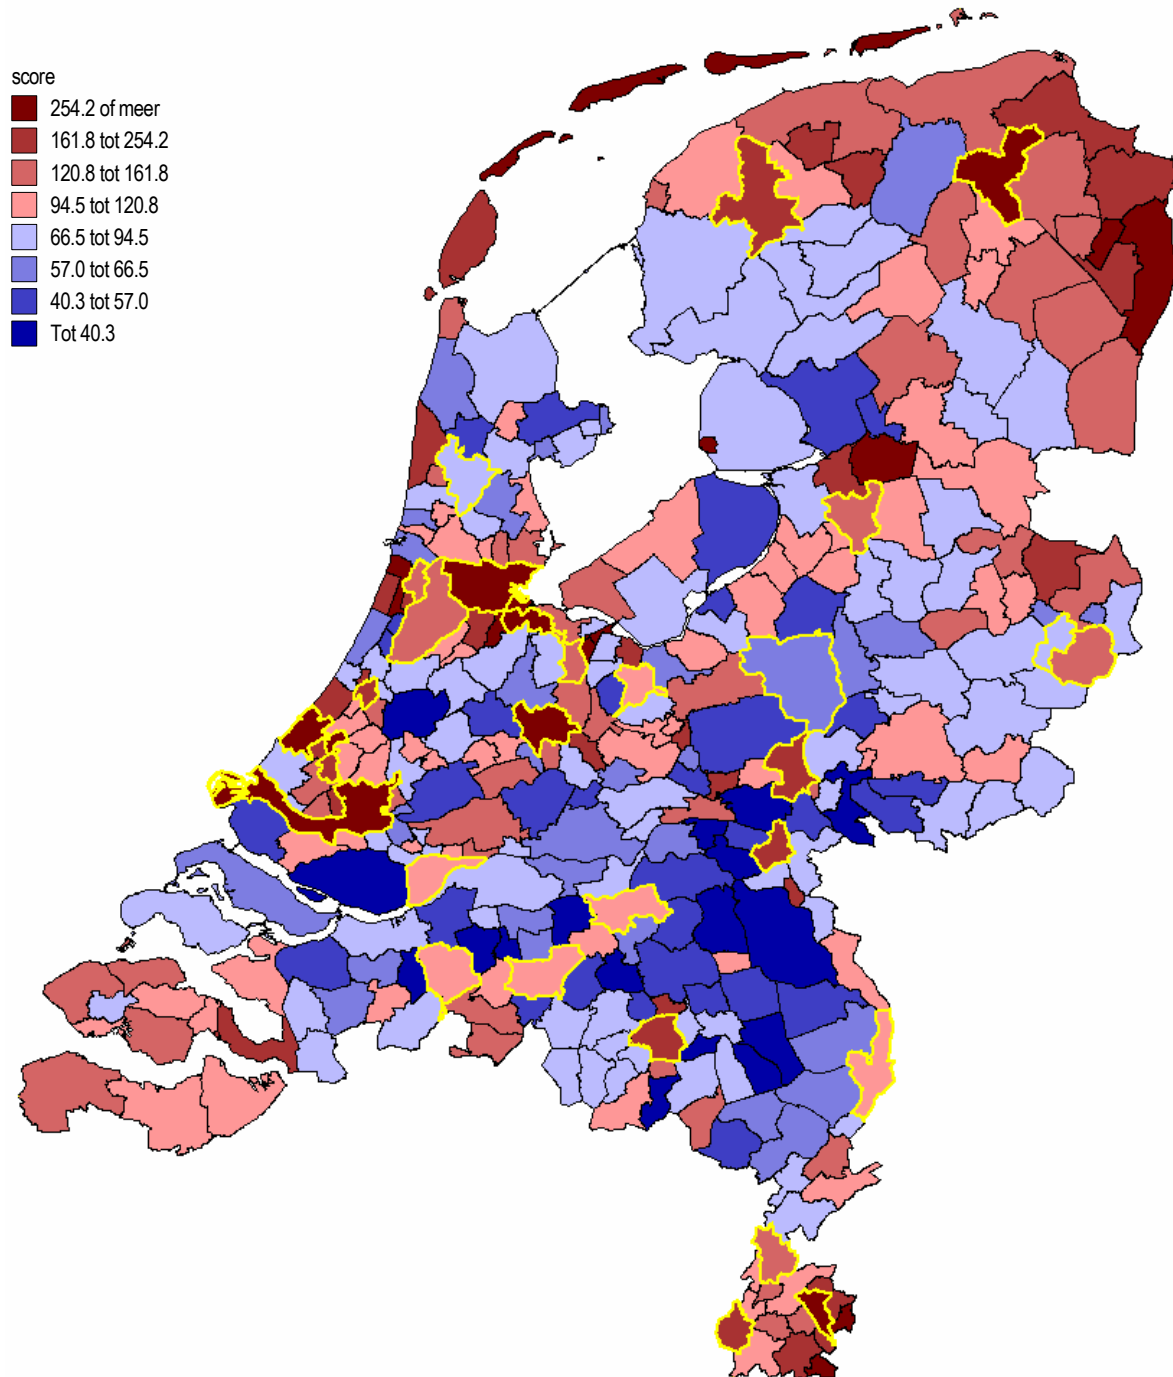 score
254.2 of meer
161.8 tot 254.2
120.8 tot 161.8
94.5 tot 120.8
66.5 tot 94.5
57.0 tot 66.5
40.3 tot 57.0
Tot 40.3